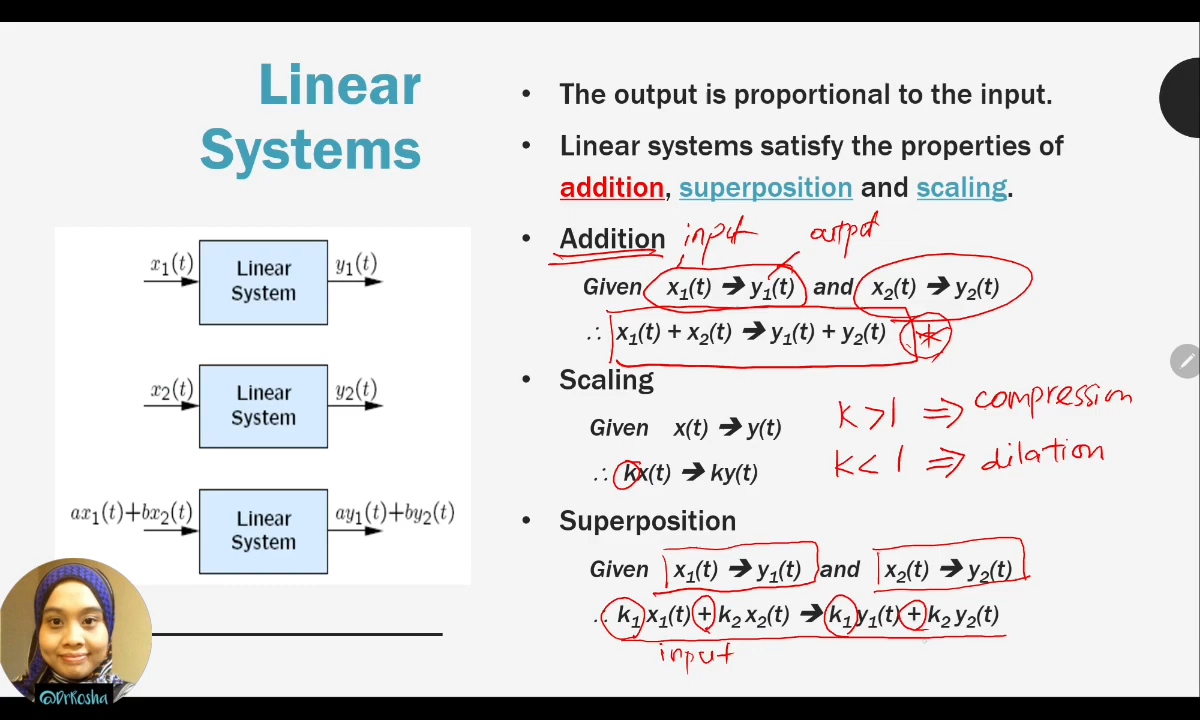 Linear
Systems
x₁(t)
Linear
System
y₁(t)
x₂(t)
Linear
System
y₂(t)
ax₁(t)+bx₂(t)
Linear
System
ay₁(t)+by₂(t)
@DrRosha
• The output is proportional to the input.
• Linear systems satisfy the properties of
addition, superposition and scaling.
• Addition
input output
Given x₁(t) ➔ y₁(t) and x₂(t) ➔ y₂(t)
∴ x₁(t) + x₂(t) ➔ y₁(t) + y₂(t) *
• Scaling
Given x(t) ➔ y(t)
∴ kx(t) ➔ ky(t)
k > 1 ⇒ compression
k < 1 ⇒ dilation
• Superposition
Given x₁(t) ➔ y₁(t) and x₂(t) ➔ y₂(t)
∴ k₁ x₁(t) + k₂ x₂(t) ➔ k₁ y₁(t) + k₂ y₂(t)
input